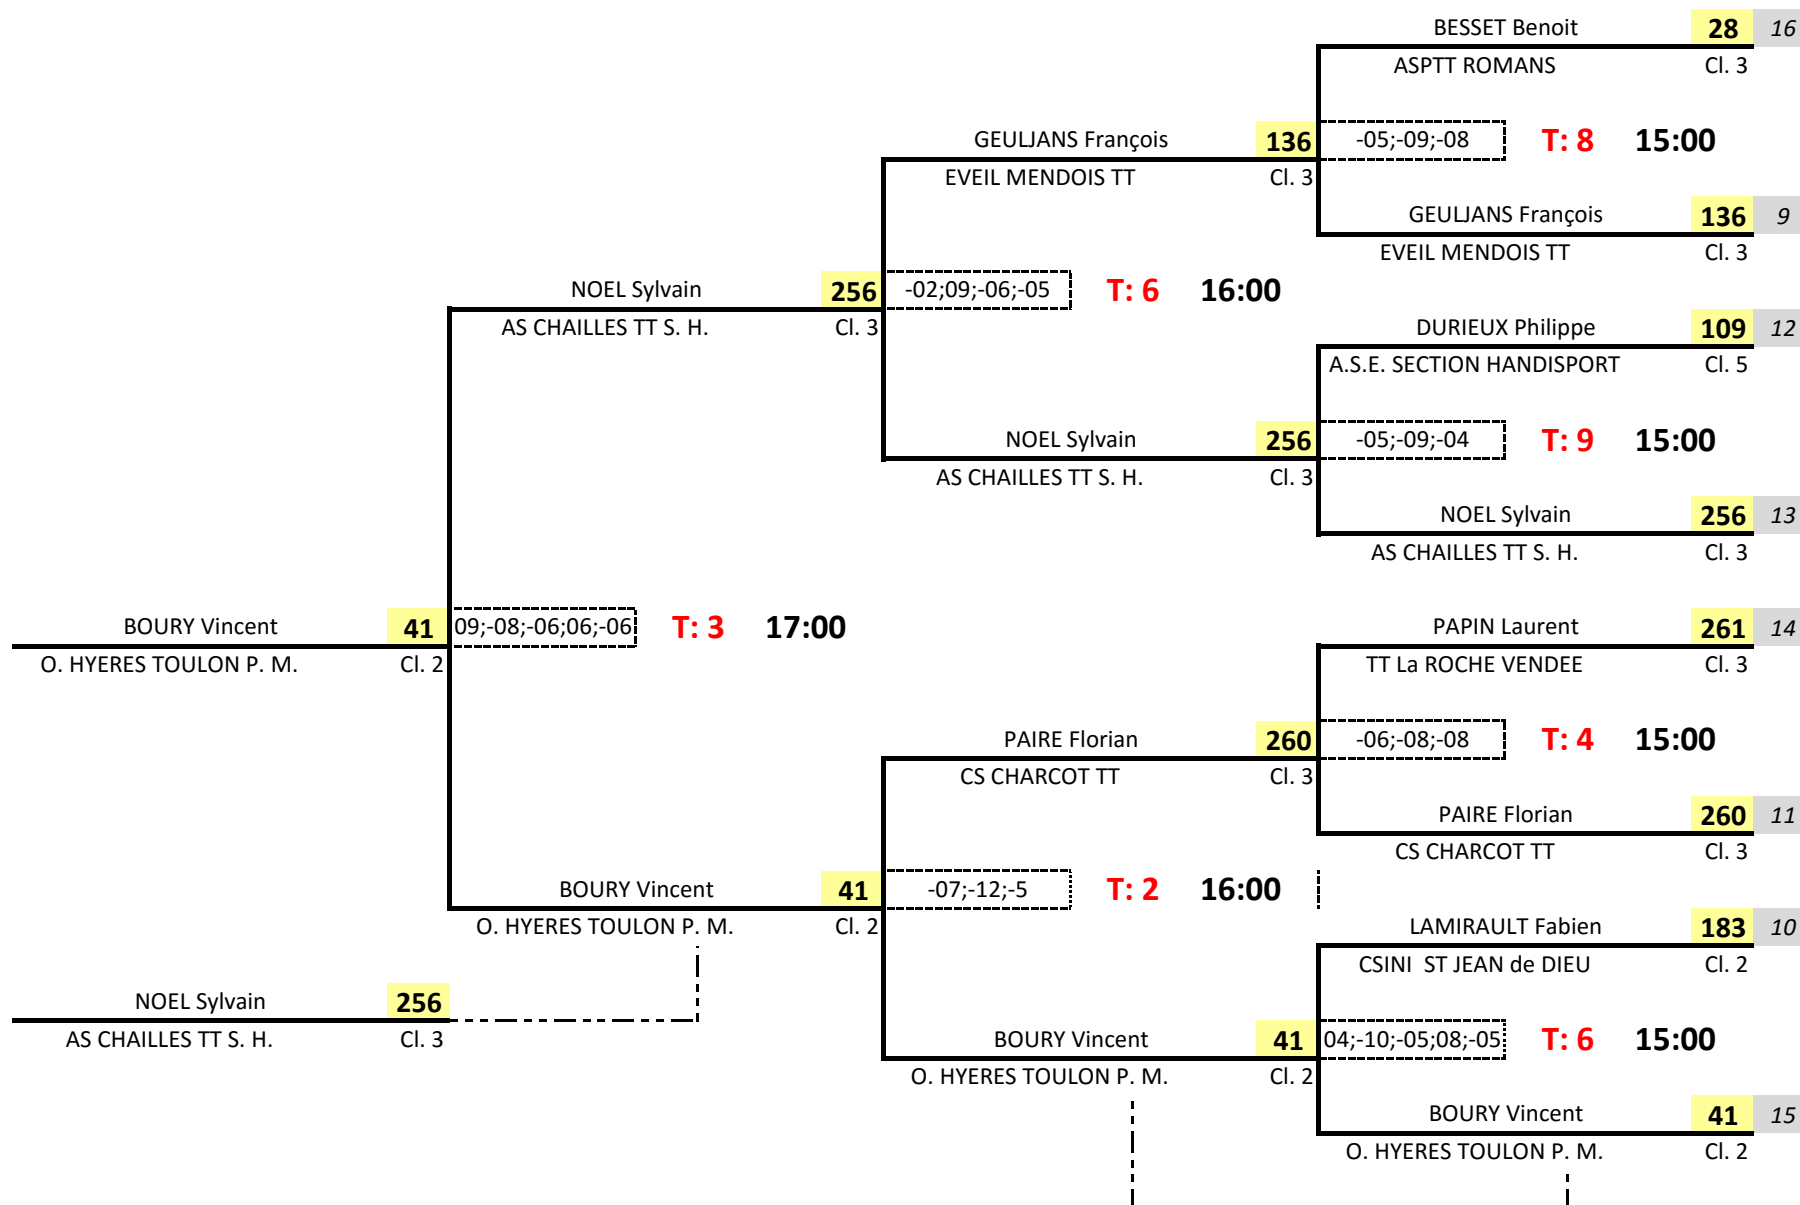 BESSET Benoit 28 16
ASPTT ROMANS Cl. 3
GEULJANS François 136 -05;-09;-08 T: 8 15:00
EVEIL MENDOIS TT Cl. 3
GEULJANS François 136 9
EVEIL MENDOIS TT Cl. 3
NOEL Sylvain 256 -02;09;-06;-05 T: 6 16:00
AS CHAILLES TT S. H. Cl. 3
DURIEUX Philippe 109 12
A.S.E. SECTION HANDISPORT Cl. 5
NOEL Sylvain 256 -05;-09;-04 T: 9 15:00
AS CHAILLES TT S. H. Cl. 3
NOEL Sylvain 256 13
AS CHAILLES TT S. H. Cl. 3
BOURY Vincent 41 09;-08;-06;06;-06 T: 3 17:00 PAPIN Laurent 261 14
O. HYERES TOULON P. M. Cl. 2 TT La ROCHE VENDEE Cl. 3
PAIRE Florian 260 -06;-08;-08 T: 4 15:00
CS CHARCOT TT Cl. 3
PAIRE Florian 260 11
CS CHARCOT TT Cl. 3
BOURY Vincent 41 -07;-12;-5 T: 2 16:00
O. HYERES TOULON P. M. Cl. 2 LAMIRAULT Fabien 183 10
CSINI ST JEAN de DIEU Cl. 2
NOEL Sylvain 256
AS CHAILLES TT S. H. Cl. 3 BOURY Vincent 41 04;-10;-05;08;-05 T: 6 15:00
O. HYERES TOULON P. M. Cl. 2
BOURY Vincent 41 15
O. HYERES TOULON P. M. Cl. 2